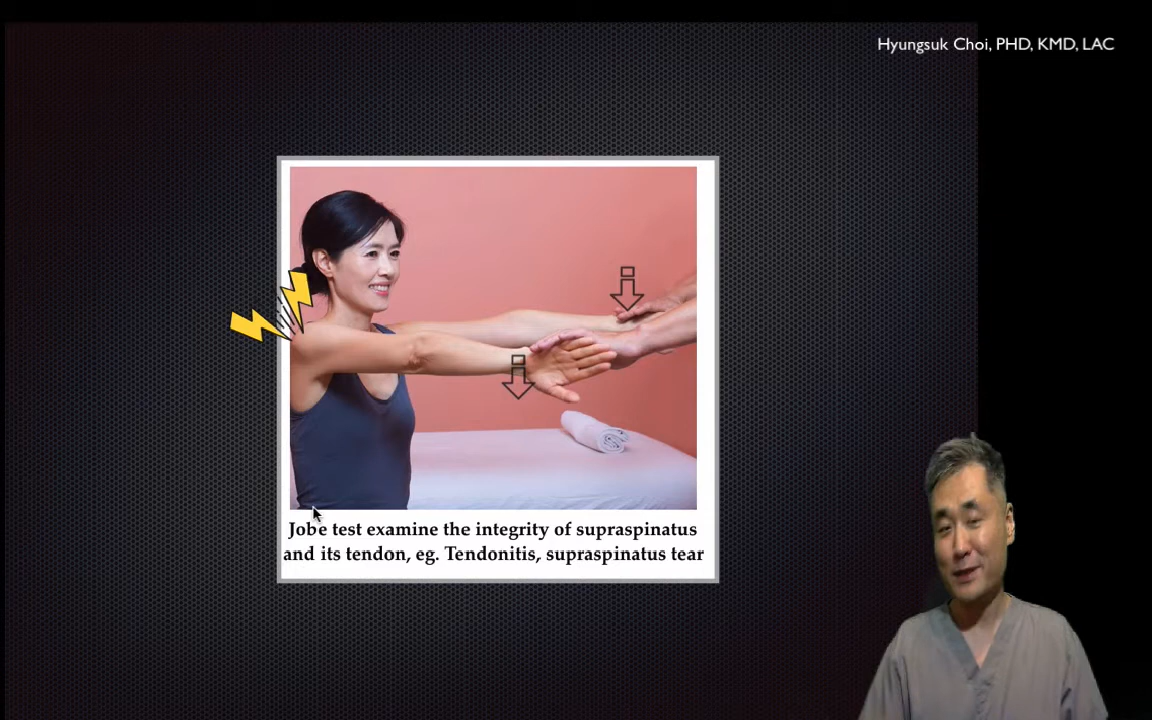 Hyungsuk Choi, PHD, KMD, LAC
Jobe test examine the integrity of supraspinatus
and its tendon, eg. Tendonitis, supraspinatus tear